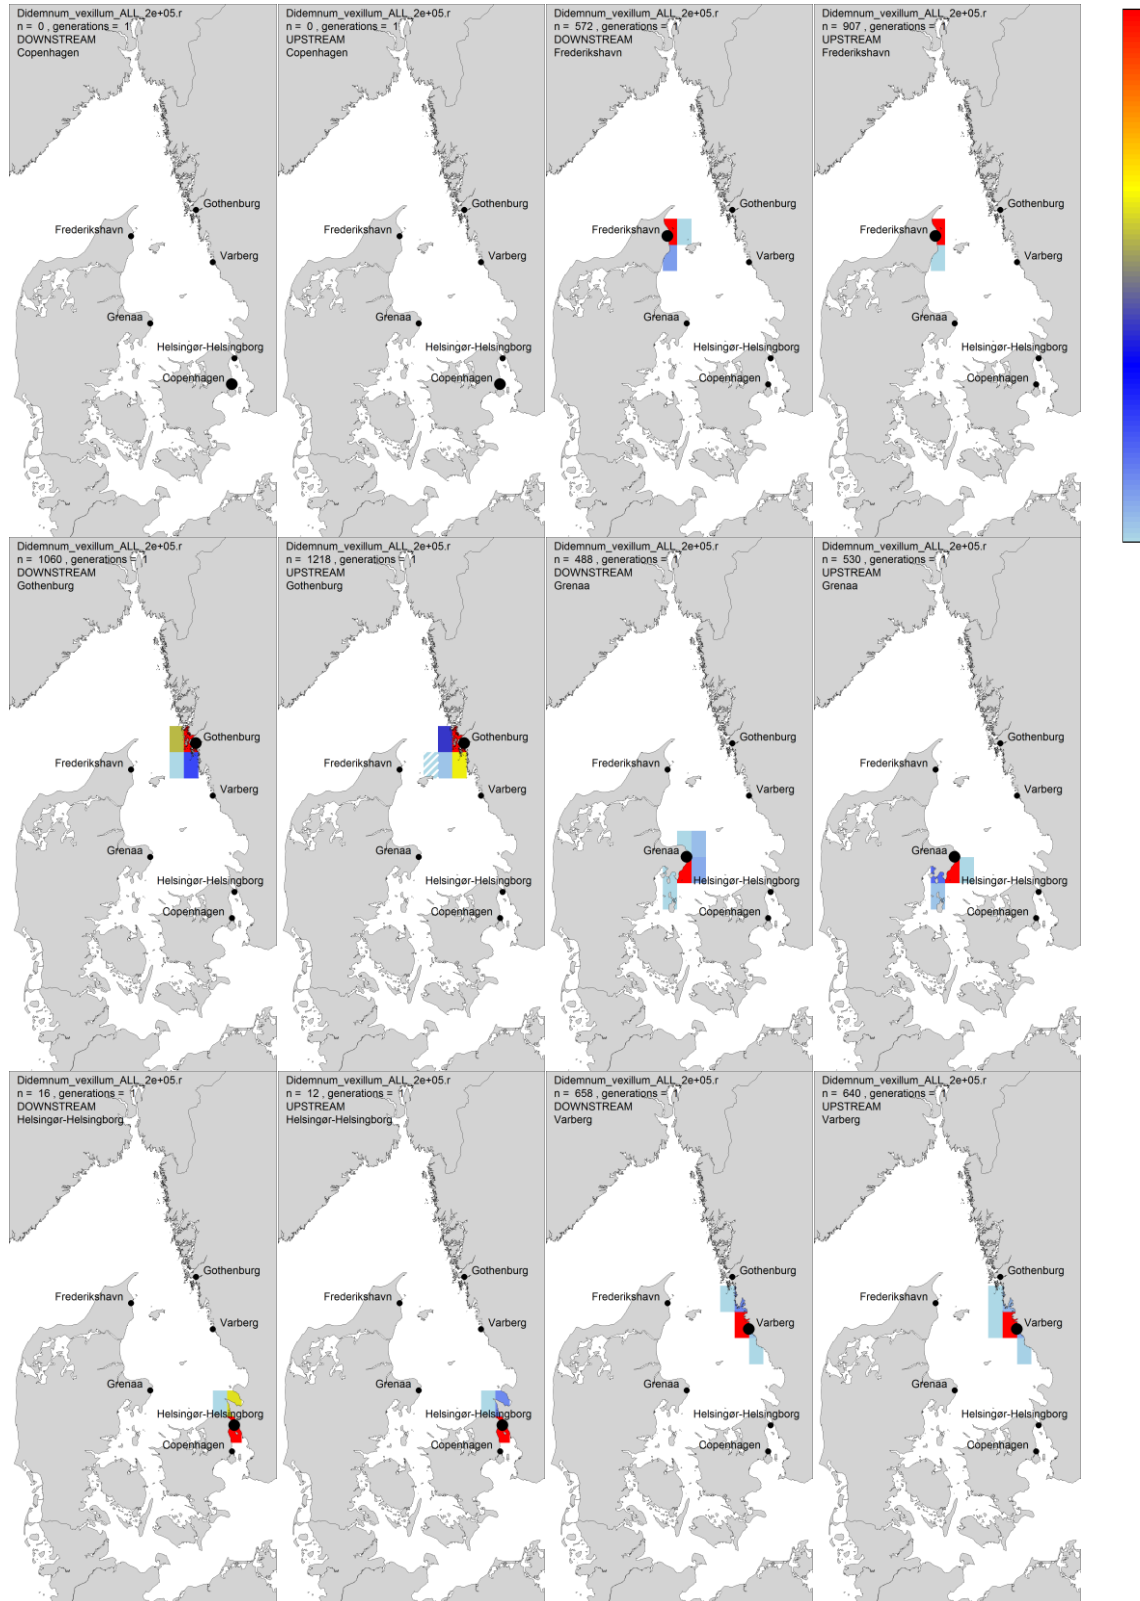 Didemnum_vexillum_ALL_2e+05.r
n = 0 , generations = 1
DOWNSTREAM
Copenhagen
Gothenburg
Frederikshavn
Varberg
Grenaa
Helsingør-Helsingborg
Copenhagen
Didemnum_vexillum_ALL_2e+05.r
n = 0 , generations = 1
UPSTREAM
Copenhagen
Gothenburg
Frederikshavn
Varberg
Grenaa
Helsingør-Helsingborg
Copenhagen
Didemnum_vexillum_ALL_2e+05.r
n = 572 , generations = 1
DOWNSTREAM
Frederikshavn
Gothenburg
Frederikshavn
Varberg
Grenaa
Helsingør-Helsingborg
Copenhagen
Didemnum_vexillum_ALL_2e+05.r
n = 907 , generations = 1
UPSTREAM
Frederikshavn
Gothenburg
Frederikshavn
Varberg
Grenaa
Helsingør-Helsingborg
Copenhagen
Didemnum_vexillum_ALL_2e+05.r
n = 1060 , generations = 1
DOWNSTREAM
Gothenburg
Gothenburg
Frederikshavn
Varberg
Grenaa
Helsingør-Helsingborg
Copenhagen
Didemnum_vexillum_ALL_2e+05.r
n = 1218 , generations = 1
UPSTREAM
Gothenburg
Gothenburg
Frederikshavn
Varberg
Grenaa
Helsingør-Helsingborg
Copenhagen
Didemnum_vexillum_ALL_2e+05.r
n = 488 , generations = 1
DOWNSTREAM
Grenaa
Gothenburg
Frederikshavn
Varberg
Grenaa
Helsingør-Helsingborg
Copenhagen
Didemnum_vexillum_ALL_2e+05.r
n = 530 , generations = 1
UPSTREAM
Grenaa
Gothenburg
Frederikshavn
Varberg
Grenaa
Helsingør-Helsingborg
Copenhagen
Didemnum_vexillum_ALL_2e+05.r
n = 16 , generations = 1
DOWNSTREAM
Helsingør-Helsingborg
Gothenburg
Frederikshavn
Varberg
Grenaa
Helsingør-Helsingborg
Copenhagen
Didemnum_vexillum_ALL_2e+05.r
n = 12 , generations = 1
UPSTREAM
Helsingør-Helsingborg
Gothenburg
Frederikshavn
Varberg
Grenaa
Helsingør-Helsingborg
Copenhagen
Didemnum_vexillum_ALL_2e+05.r
n = 658 , generations = 1
DOWNSTREAM
Varberg
Gothenburg
Frederikshavn
Varberg
Grenaa
Helsingør-Helsingborg
Copenhagen
Didemnum_vexillum_ALL_2e+05.r
n = 640 , generations = 1
UPSTREAM
Varberg
Gothenburg
Frederikshavn
Varberg
Grenaa
Helsingør-Helsingborg
Copenhagen